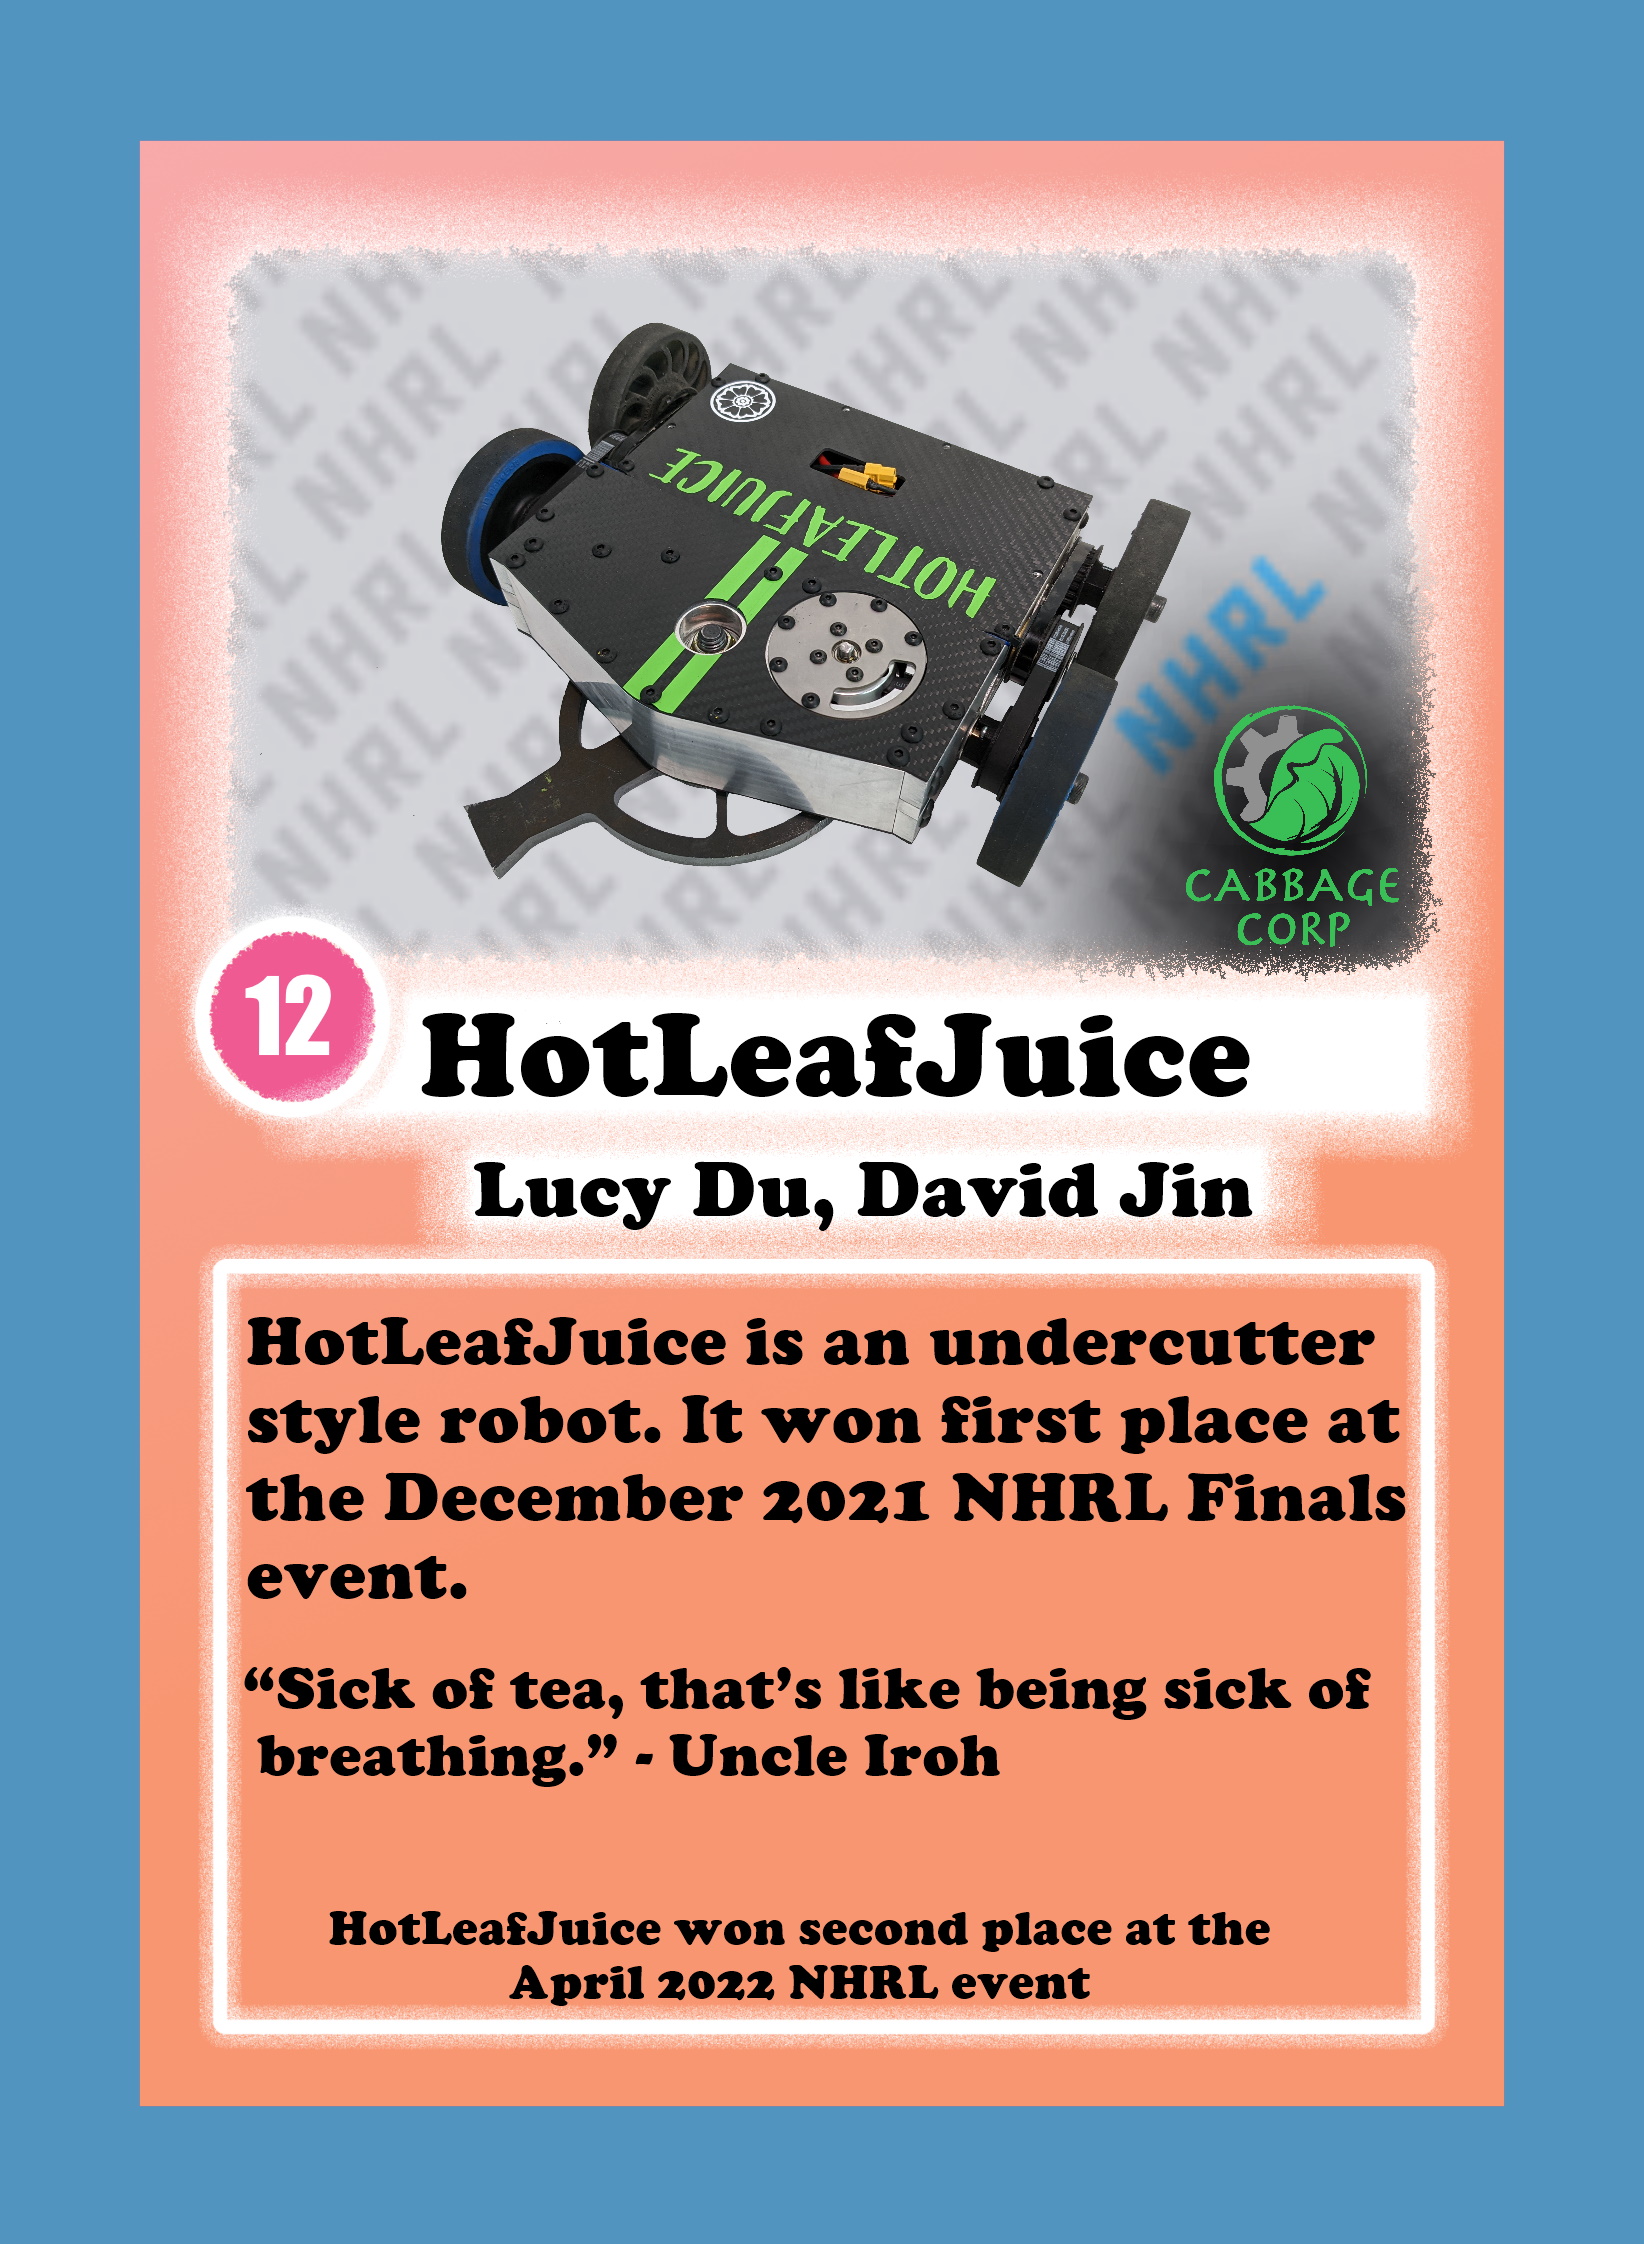 NHRL
HOTLEAFJUICE
NHRL
CABBAGE
CORP
12
HotLeafJuice
Lucy Du, David Jin
HotLeafJuice is an undercutter
style robot. It won first place at
the December 2021 NHRL Finals
event.
“Sick of tea, that’s like being sick of
breathing.” - Uncle Iroh
HotLeafJuice won second place at the
April 2022 NHRL event